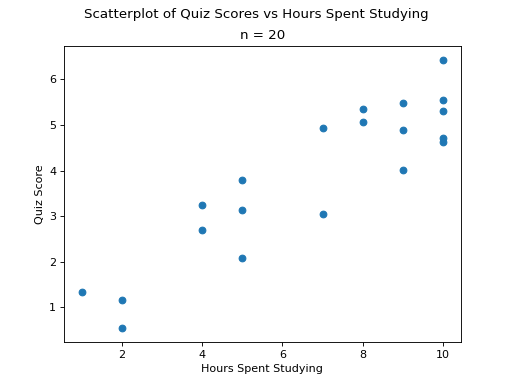 Scatterplot of Quiz Scores vs Hours Spent Studying
n = 20
6
5
4
3
2
1
Quiz Score
2 4 6 8 10
Hours Spent Studying